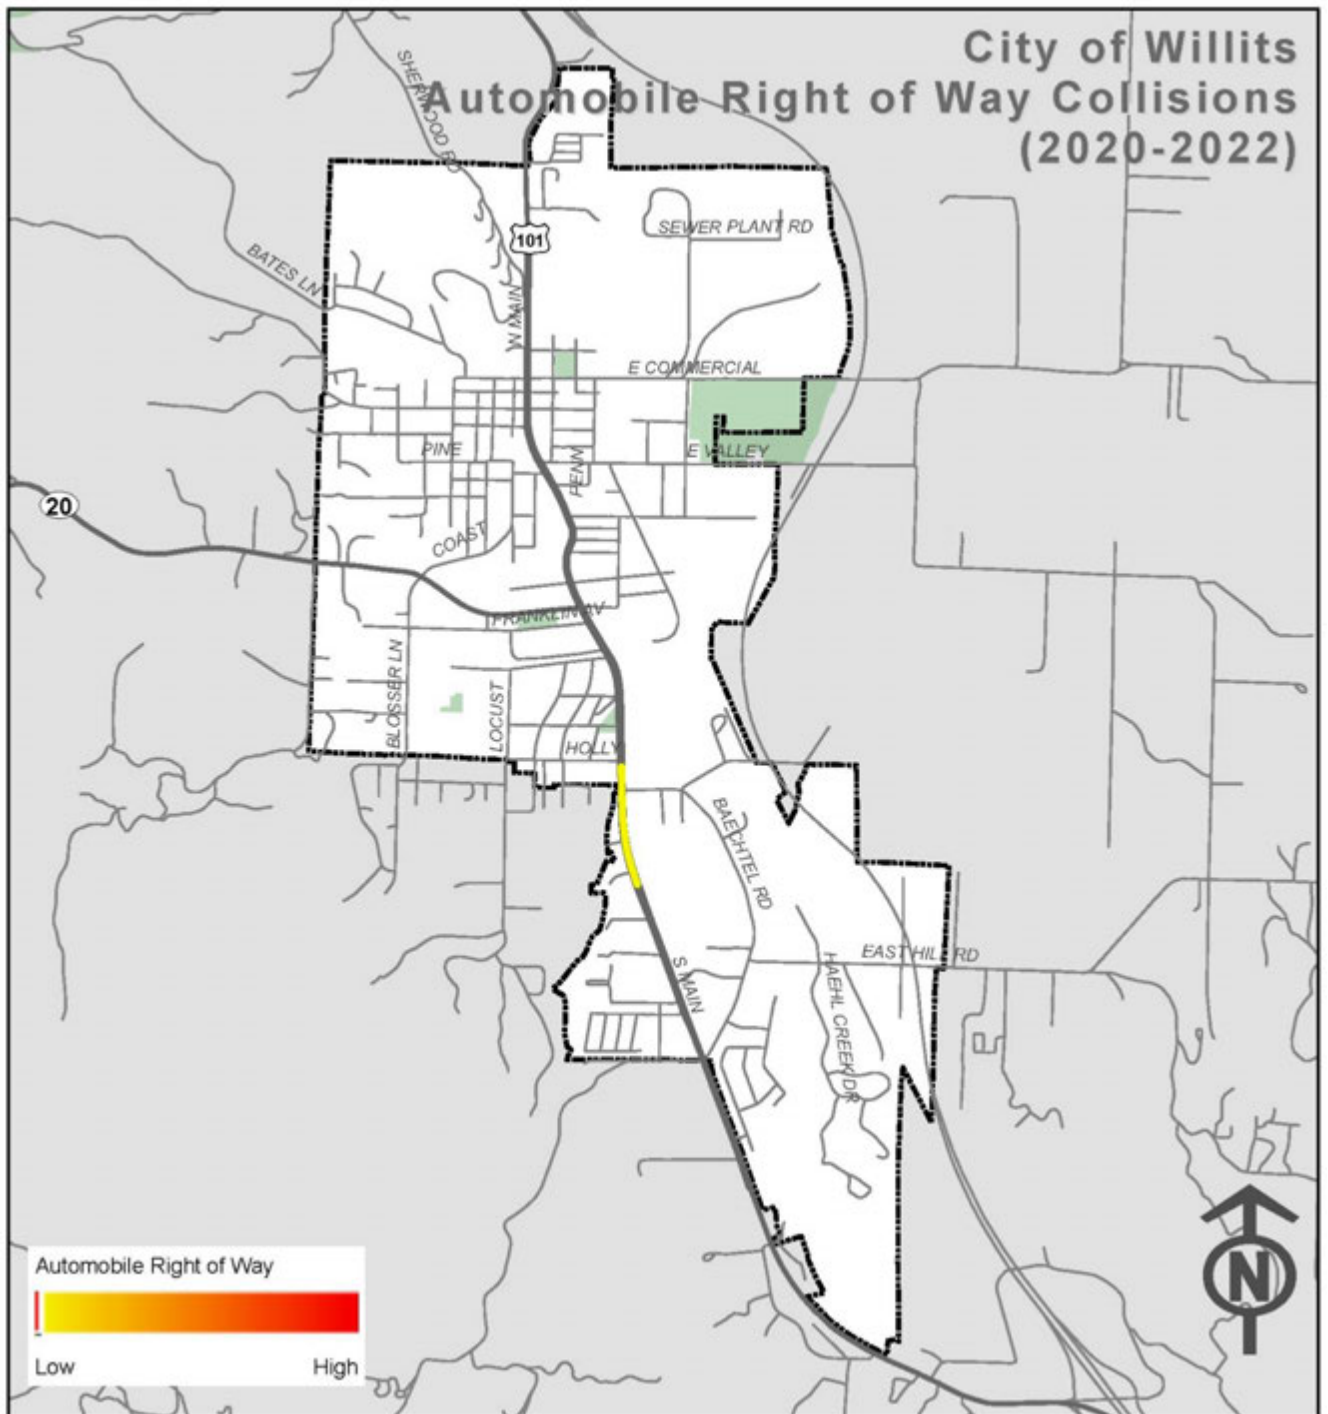 City of Willits
Automobile Right of Way Collisions
(2020-2022)
SHERWOOD RD
101
SEWER PLANT RD
BATES LN
N MAIN
E COMMERCIAL
PINE
PENN
E VALLEY
20
COAST
FRANKLIN AV
BLOSSER LN
LOCUST
HOLLY
BAECHTEL RD
S MAIN
EAST HILL RD
HAEHL CREEK DR
Automobile Right of Way
Low High
N